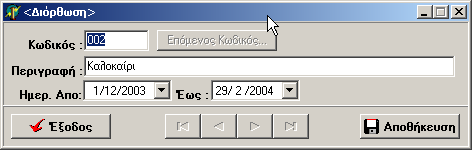 <Διόρθωση>
Κωδικός : 002 Επόμενος Κωδικός...
Περιγραφή : Καλοκαίρι
Ημερ. Απο: 1/12/2003 Έως : 29/ 2 /2004
Έξοδος Αποθήκευση